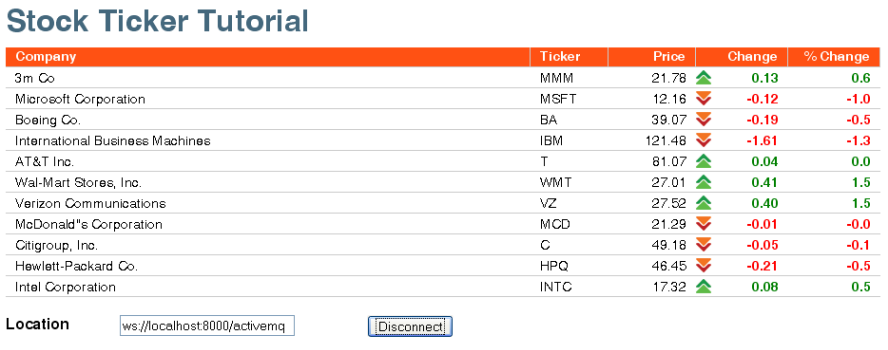 Stock Ticker Tutorial
Company Ticker Price Change % Change
3m Co MMM 21.78 0.13 0.6
Microsoft Corporation MSFT 12.16 -0.12 -1.0
Boeing Co. BA 39.07 -0.19 -0.5
International Business Machines IBM 121.48 -1.61 -1.3
AT&T Inc. T 81.07 0.04 0.0
Wal-Mart Stores, Inc. WMT 27.01 0.41 1.5
Verizon Communications VZ 27.52 0.40 1.5
McDonald"s Corporation MCD 21.29 -0.01 -0.0
Citigroup, Inc. C 49.18 -0.05 -0.1
Hewlett-Packard Co. HPQ 46.45 -0.21 -0.5
Intel Corporation INTC 17.32 0.08 0.5
Location ws://localhost:8000/activemq Disconnect